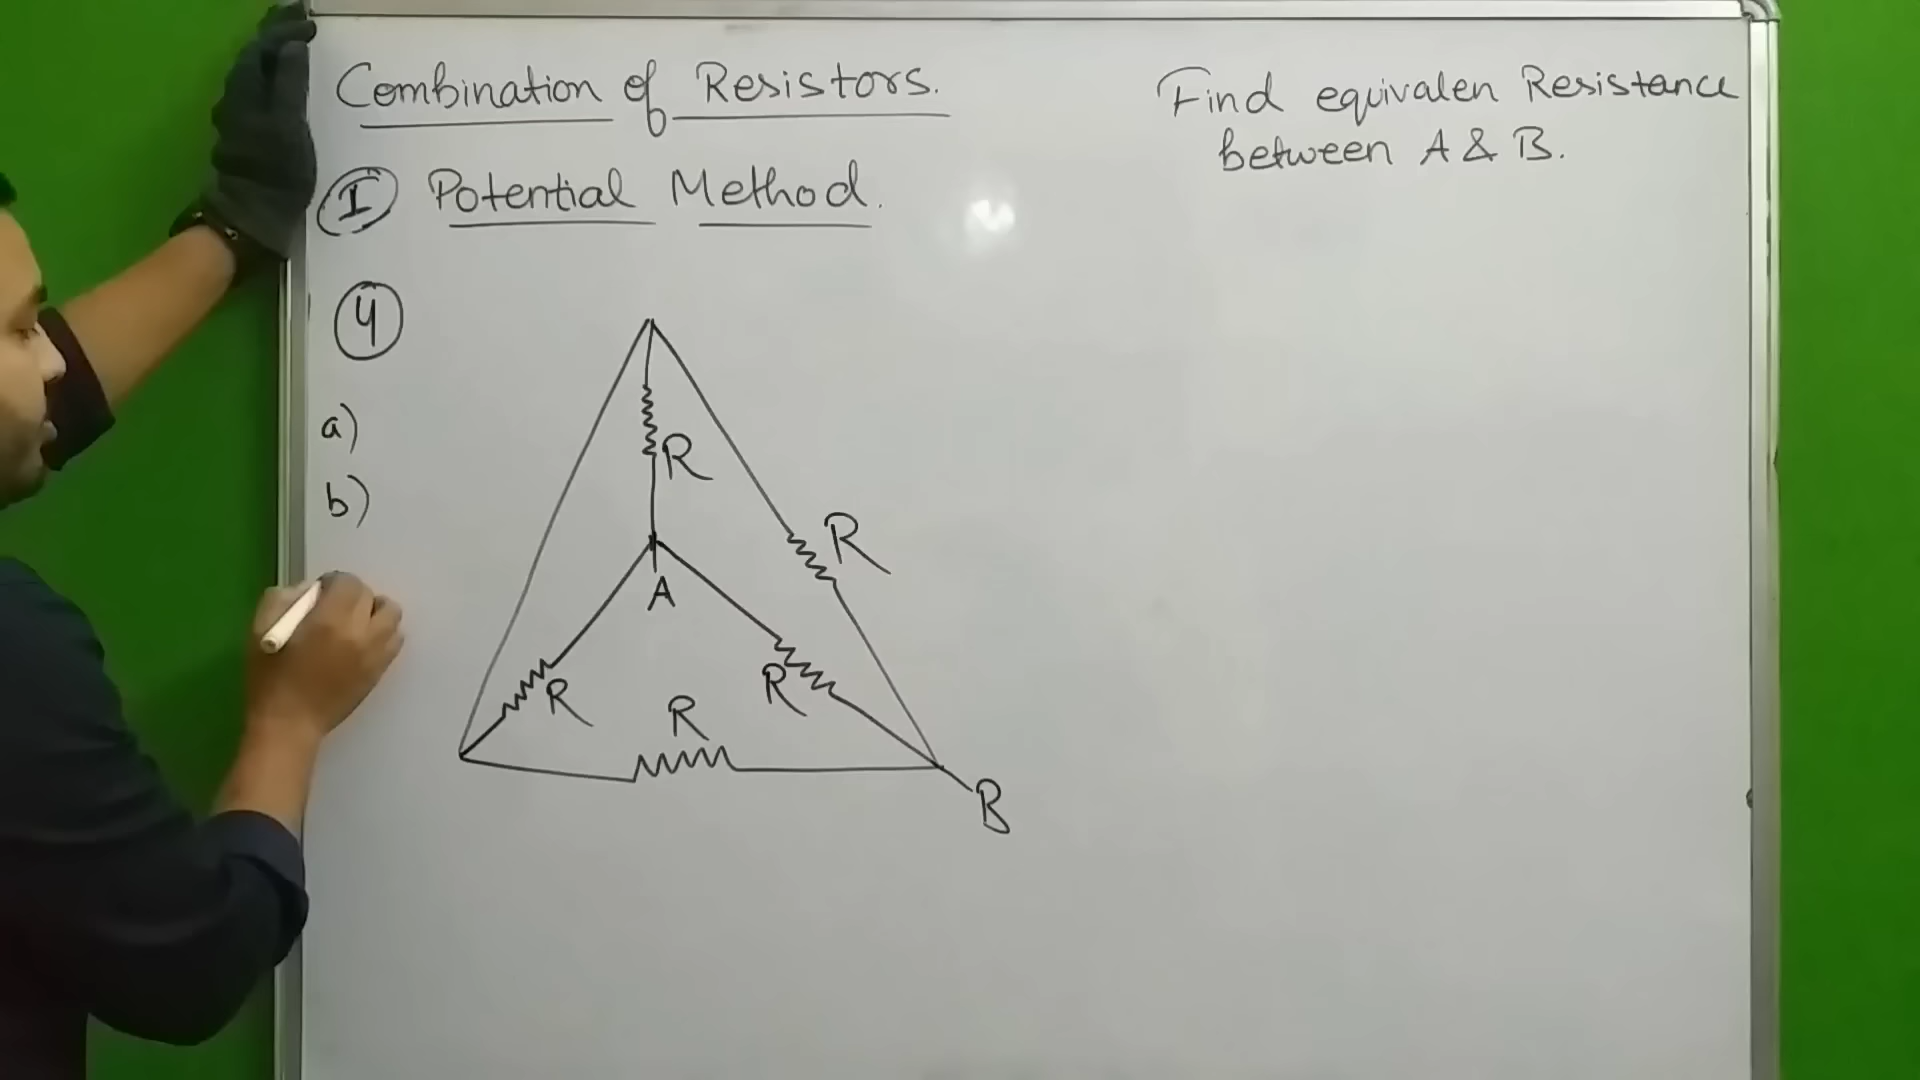 Combination of Resistors.
Find equivalen Resistance
between A & B.
I Potential Method.
4
a)
b)
R
R
A
R
R
R
B